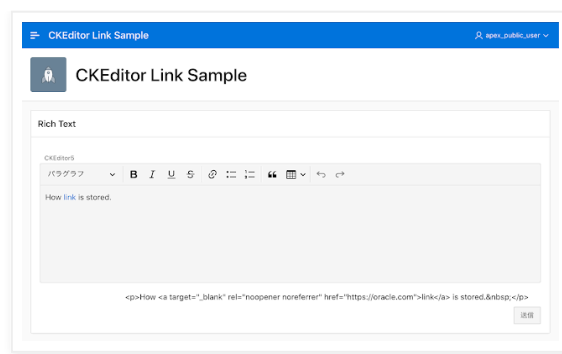 CKEditor Link Sample
apex_public_user
CKEditor Link Sample
Rich Text
CKEditor5
パラグラフ B I U S
How link is stored.
<p>How <a target="_blank" rel="noopener noreferrer" href="https://oracle.com">link</a> is stored.&nbsp;</p>
送信